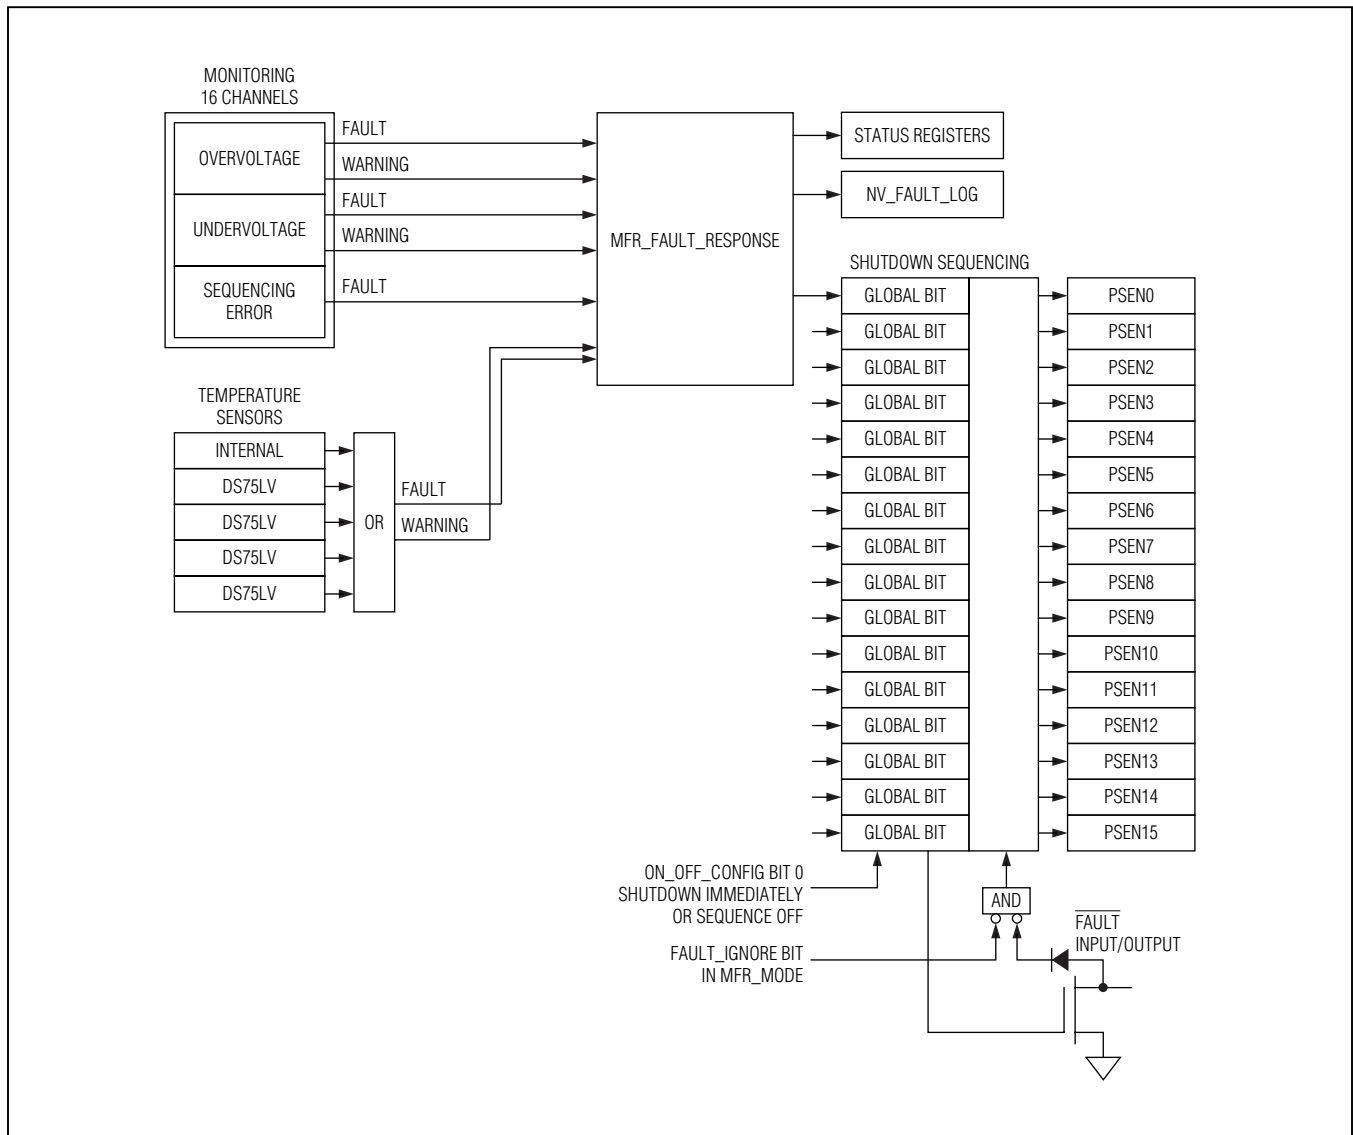 MONITORING
16 CHANNELS
OVERVOLTAGE
UNDERVOLTAGE
SEQUENCING
ERROR
FAULT
WARNING
FAULT
WARNING
FAULT
MFR_FAULT_RESPONSE
STATUS REGISTERS
NV_FAULT_LOG
TEMPERATURE
SENSORS
INTERNAL
DS75LV
DS75LV
DS75LV
DS75LV
OR
FAULT
WARNING
SHUTDOWN SEQUENCING
GLOBAL BIT
PSEN0
GLOBAL BIT
PSEN1
GLOBAL BIT
PSEN2
GLOBAL BIT
PSEN3
GLOBAL BIT
PSEN4
GLOBAL BIT
PSEN5
GLOBAL BIT
PSEN6
GLOBAL BIT
PSEN7
GLOBAL BIT
PSEN8
GLOBAL BIT
PSEN9
GLOBAL BIT
PSEN10
GLOBAL BIT
PSEN11
GLOBAL BIT
PSEN12
GLOBAL BIT
PSEN13
GLOBAL BIT
PSEN14
GLOBAL BIT
PSEN15
ON_OFF_CONFIG BIT 0
SHUTDOWN IMMEDIATELY
OR SEQUENCE OFF
AND
FAULT
INPUT/OUTPUT
FAULT_IGNORE BIT
IN MFR_MODE